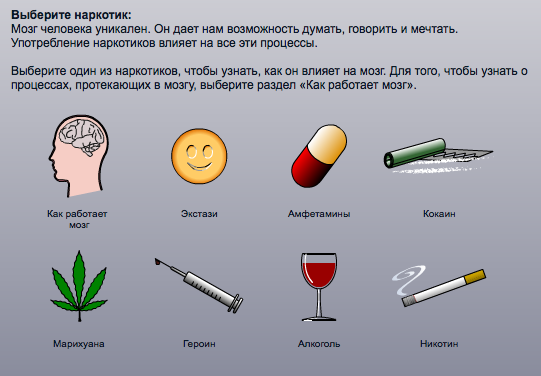 Выберите наркотик:
Мозг человека уникален. Он дает нам возможность думать, говорить и мечтать.
Употребление наркотиков влияет на все эти процессы.
Выберите один из наркотиков, чтобы узнать, как он влияет на мозг. Для того, чтобы узнать о
процессах, протекающих в мозгу, выберите раздел «Как работает мозг».
Как работает
мозг
Экстази
Амфетамины
Кокаин
Марихуана
Героин
Алкоголь
Никотин